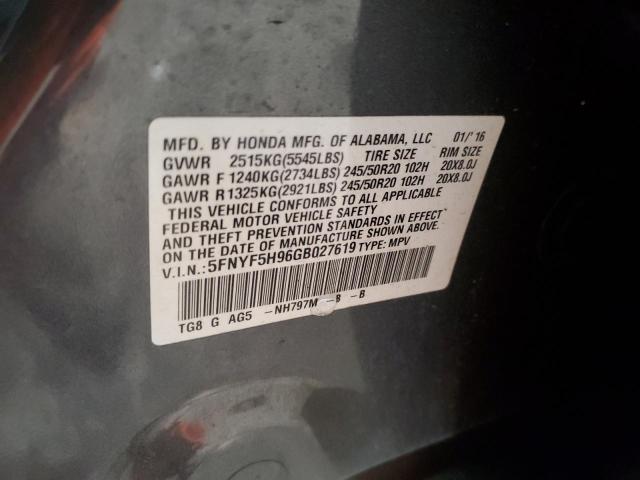 MFD. BY HONDA MFG. OF ALABAMA, LLC 01/'16
GVWR 2515KG(5545LBS) TIRE SIZE RIM SIZE
GAWR F 1240KG(2734LBS) 245/50R20 102H 20X8.0J
GAWR R1325KG(2921LBS) 245/50R20 102H 20X8.0J
THIS VEHICLE CONFORMS TO ALL APPLICABLE
FEDERAL MOTOR VEHICLE SAFETY
AND THEFT PREVENTION STANDARDS IN EFFECT
ON THE DATE OF MANUFACTURE SHOWN ABOVE.
V.I.N.: 5FNYF5H96GB027619 TYPE: MPV
TG8 G AG5 -NH797M -B -B